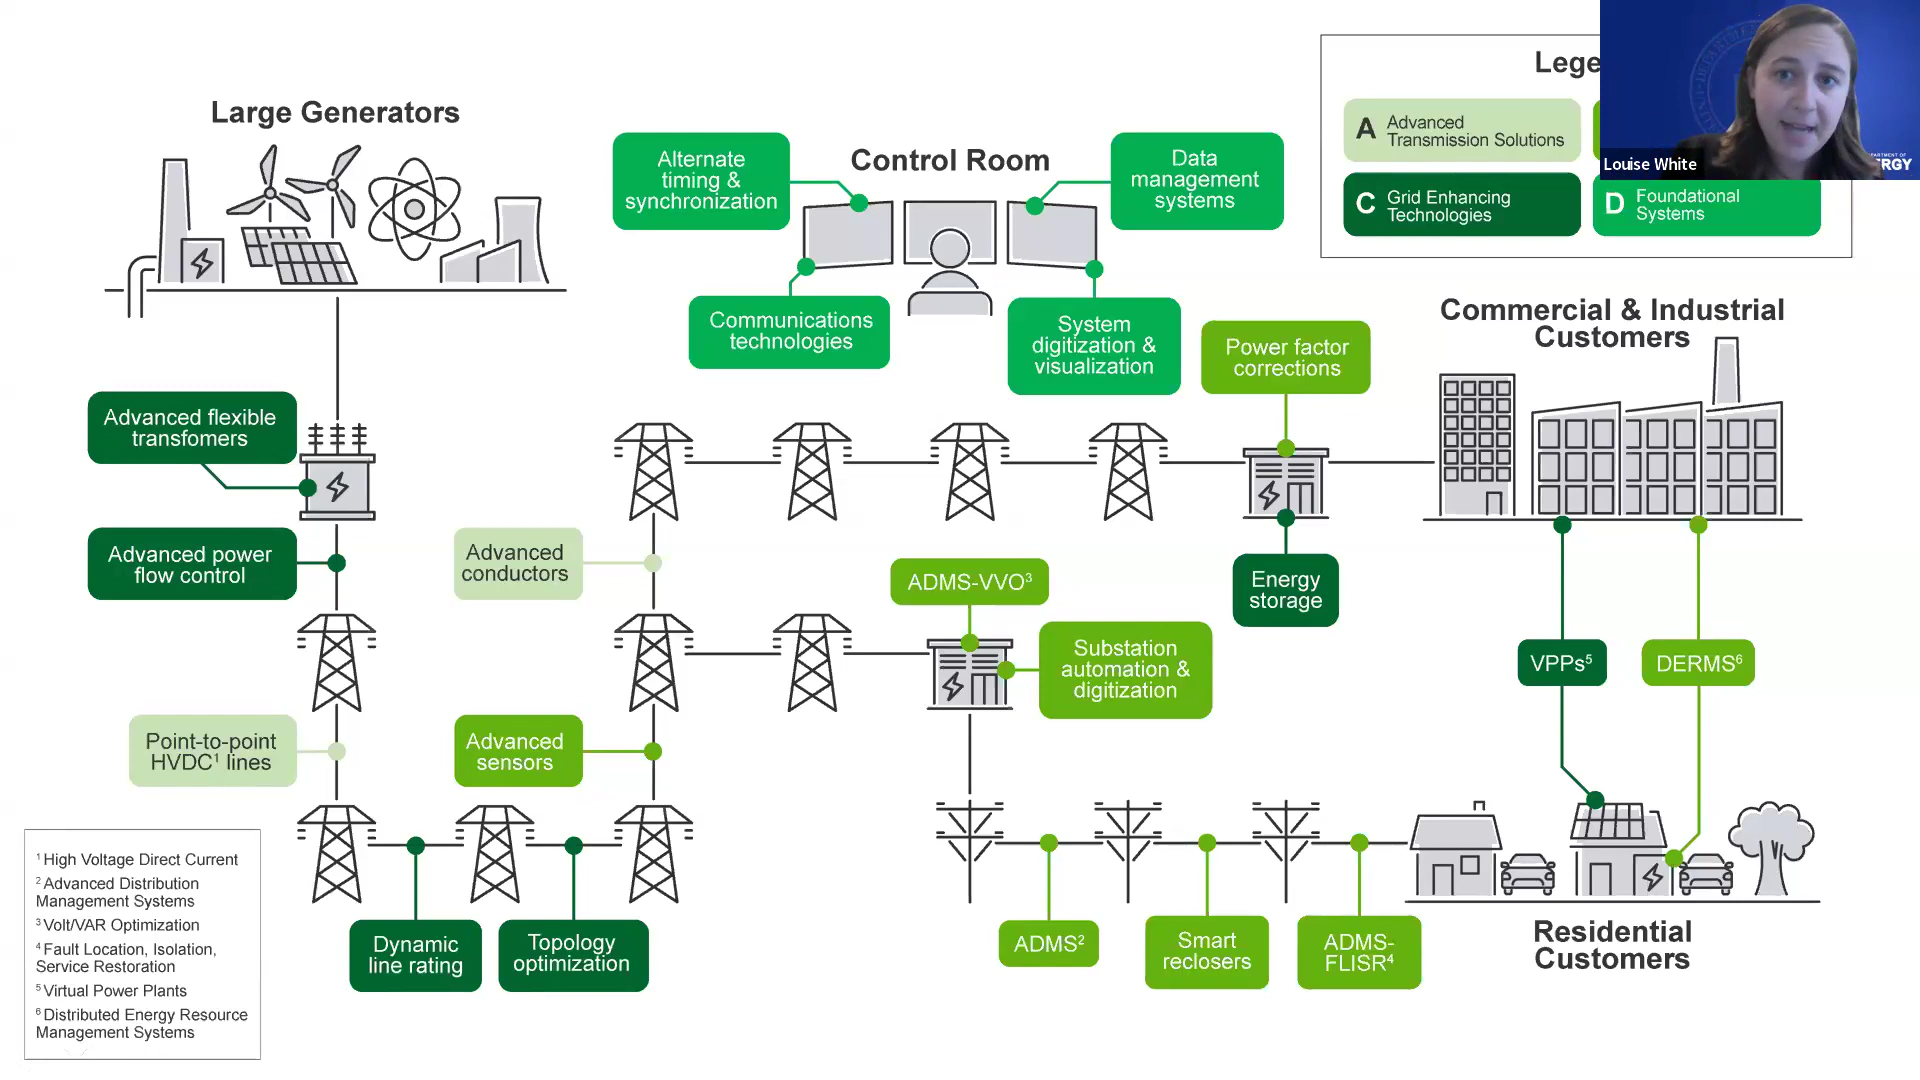 Large Generators
Alternate
timing &
synchronization
Control Room
Data
management
systems
Communications
technologies
System
digitization &
visualization
Lege
A Advanced
Transmission Solutions
C Grid Enhancing
Technologies
D Foundational
Systems
Louise White
ERGY
Commercial & Industrial
Customers
Power factor
corrections
Advanced flexible
transfomers
Advanced power
flow control
Advanced
conductors
ADMS-VVO³
Energy
storage
Substation
automation &
digitization
VPPs⁵
DERMS⁶
Point-to-point
HVDC¹ lines
Advanced
sensors
Dynamic
line rating
Topology
optimization
ADMS²
Smart
reclosers
ADMS-
FLISR⁴
Residential
Customers
¹ High Voltage Direct Current
² Advanced Distribution
Management Systems
³ Volt/VAR Optimization
⁴ Fault Location, Isolation,
Service Restoration
⁵ Virtual Power Plants
⁶ Distributed Energy Resource
Management Systems